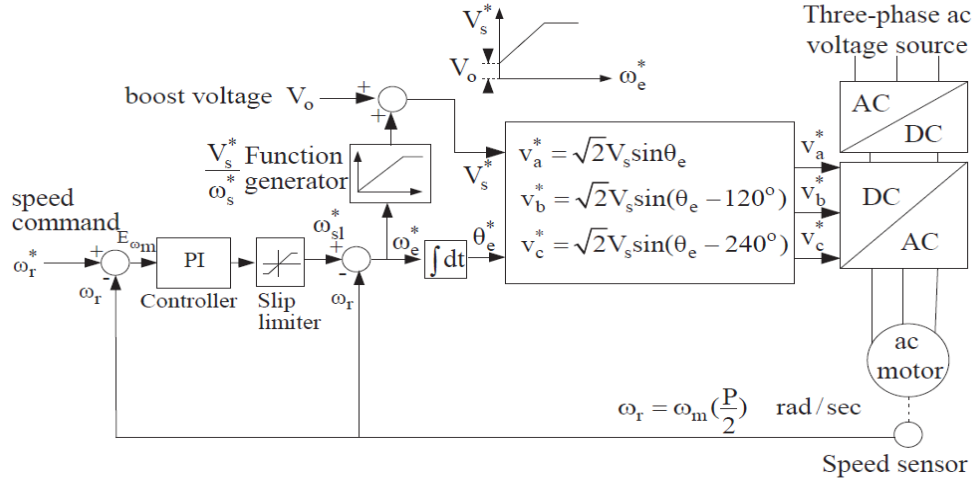 Three-phase ac
voltage source
V*s
Vo
ω*e
boost voltage Vo
+
+
AC
DC
V*s
ω*s
Function
generator
V*s
v*a = √2Vs sinθe
v*b = √2Vs sin(θe − 120°)
v*c = √2Vs sin(θe − 240°)
v*a
v*b
v*c
DC
AC
speed
command
ω*r
+
-
ωr
Eωm
PI
Controller
Slip
limiter
ω*sl
+
-
ωr
ω*e
∫dt
θ*e
ac
motor
ωr = ωm(P/2) rad/sec
Speed sensor